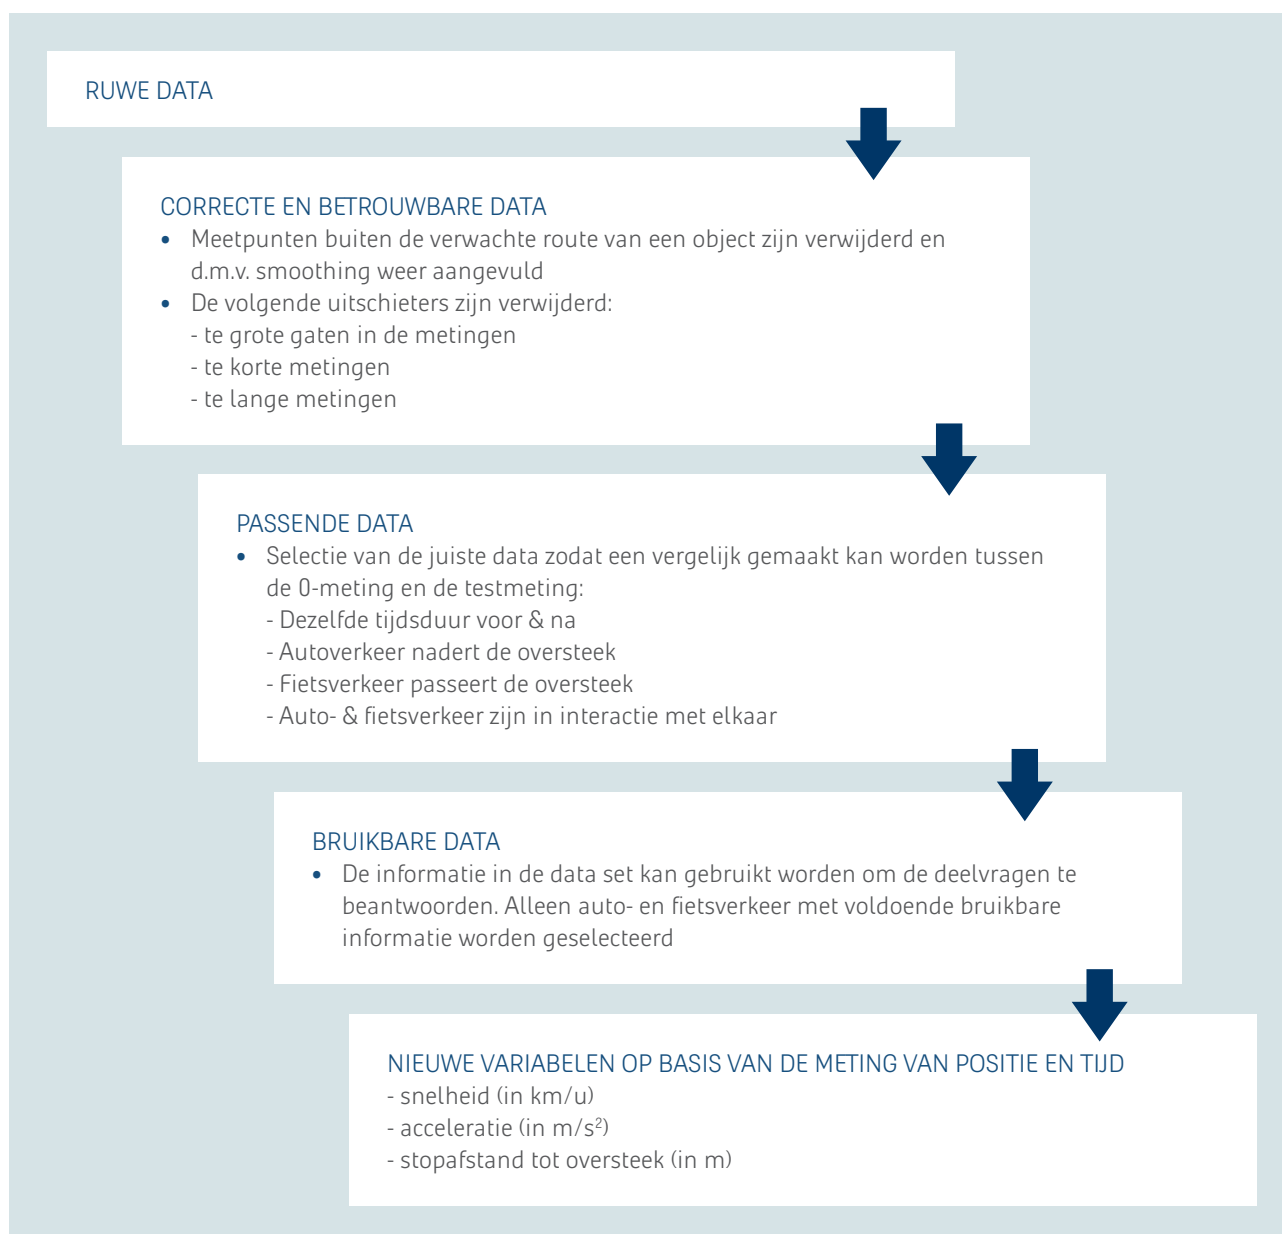 RUWE DATA
CORRECTE EN BETROUWBARE DATA
• Meetpunten buiten de verwachte route van een object zijn verwijderd en
d.m.v. smoothing weer aangevuld
• De volgende uitschieters zijn verwijderd:
- te grote gaten in de metingen
- te korte metingen
- te lange metingen
PASSENDE DATA
• Selectie van de juiste data zodat een vergelijk gemaakt kan worden tussen
de 0-meting en de testmeting:
- Dezelfde tijdsduur voor & na
- Autoverkeer nadert de oversteek
- Fietsverkeer passeert de oversteek
- Auto- & fietsverkeer zijn in interactie met elkaar
BRUIKBARE DATA
• De informatie in de data set kan gebruikt worden om de deelvragen te
beantwoorden. Alleen auto- en fietsverkeer met voldoende bruikbare
informatie worden geselecteerd
NIEUWE VARIABELEN OP BASIS VAN DE METING VAN POSITIE EN TIJD
- snelheid (in km/u)
- acceleratie (in m/s²)
- stopafstand tot oversteek (in m)